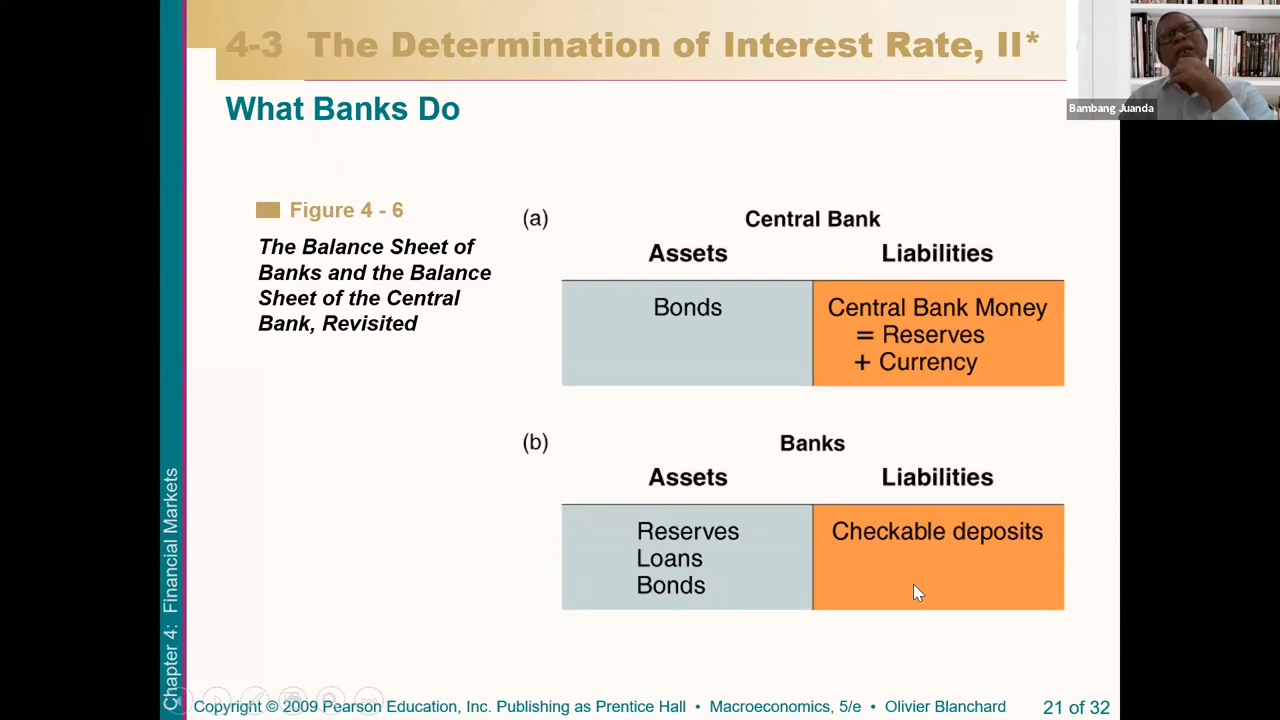 4-3 The Determination of Interest Rate, II*
What Banks Do
Bambang Juanda
Figure 4 - 6
The Balance Sheet of
Banks and the Balance
Sheet of the Central
Bank, Revisited
(a)
Central Bank
Assets Liabilities
Bonds
Central Bank Money
= Reserves
+ Currency
(b)
Banks
Assets Liabilities
Reserves
Loans
Bonds
Checkable deposits
Chapter 4: Financial Markets
Copyright © 2009 Pearson Education, Inc. Publishing as Prentice Hall • Macroeconomics, 5/e • Olivier Blanchard 21 of 32